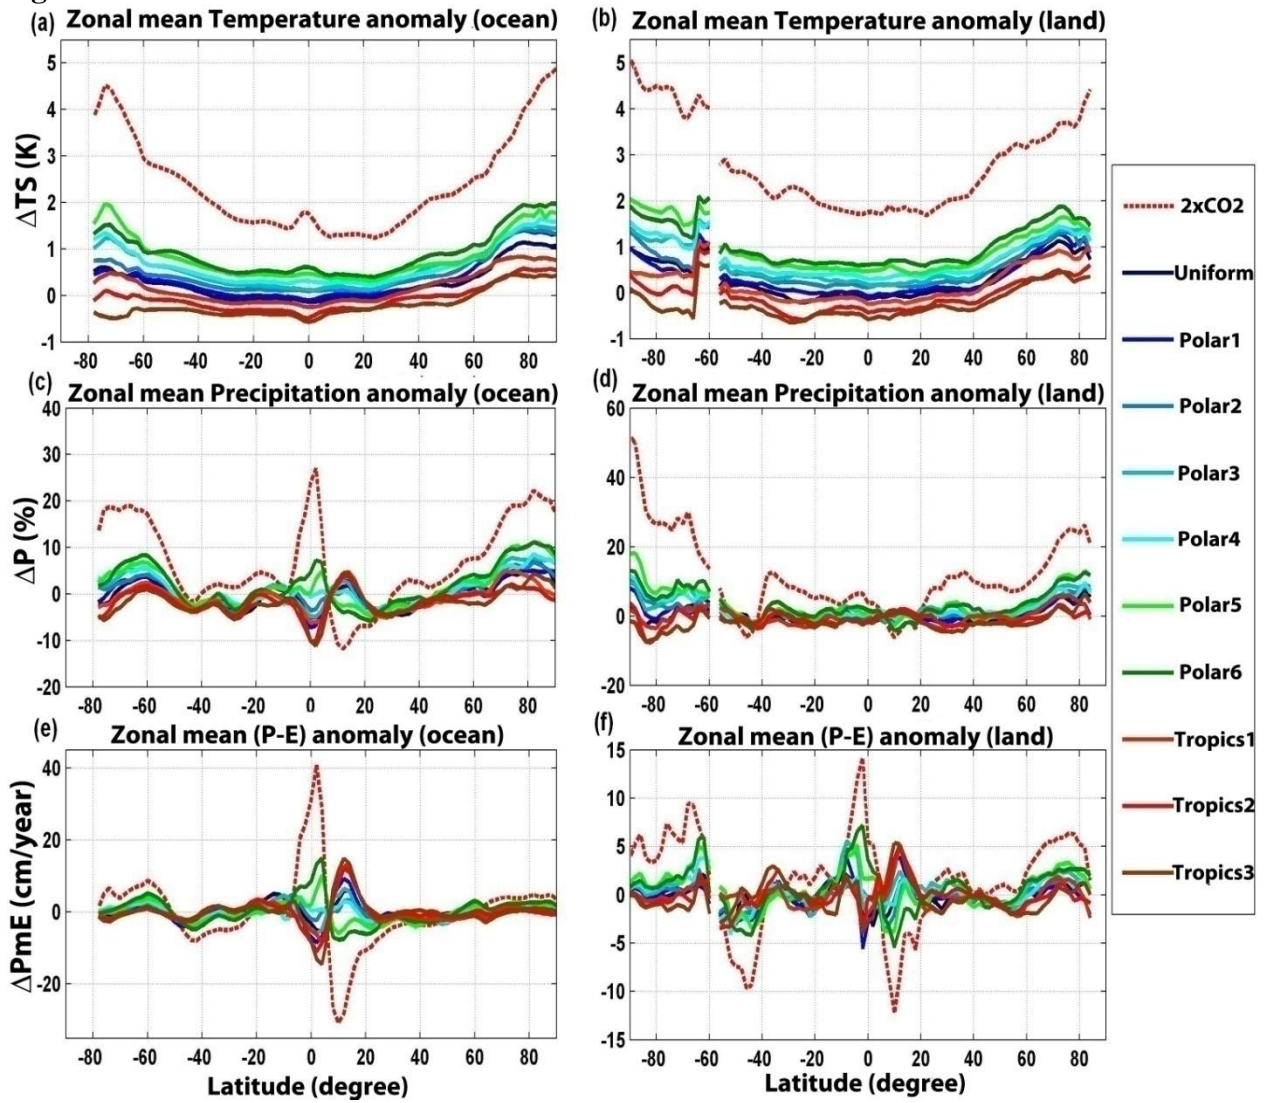 (a) Zonal mean Temperature anomaly (ocean)
(b) Zonal mean Temperature anomaly (land)
ΔTS (K)
5
4
3
2
1
0
-1
-80 -60 -40 -20 0 20 40 60 80
5
4
3
2
1
0
-1
-80 -60 -40 -20 0 20 40 60 80
(c) Zonal mean Precipitation anomaly (ocean)
(d) Zonal mean Precipitation anomaly (land)
ΔP (%)
40
30
20
10
0
-10
-20
-80 -60 -40 -20 0 20 40 60 80
60
40
20
0
-20
-80 -60 -40 -20 0 20 40 60 80
(e) Zonal mean (P-E) anomaly (ocean)
(f) Zonal mean (P-E) anomaly (land)
ΔPmE (cm/year)
40
20
0
-20
-80 -60 -40 -20 0 20 40 60 80
Latitude (degree)
15
10
5
0
-5
-10
-15
-80 -60 -40 -20 0 20 40 60 80
Latitude (degree)
2xCO2
Uniform
Polar1
Polar2
Polar3
Polar4
Polar5
Polar6
Tropics1
Tropics2
Tropics3